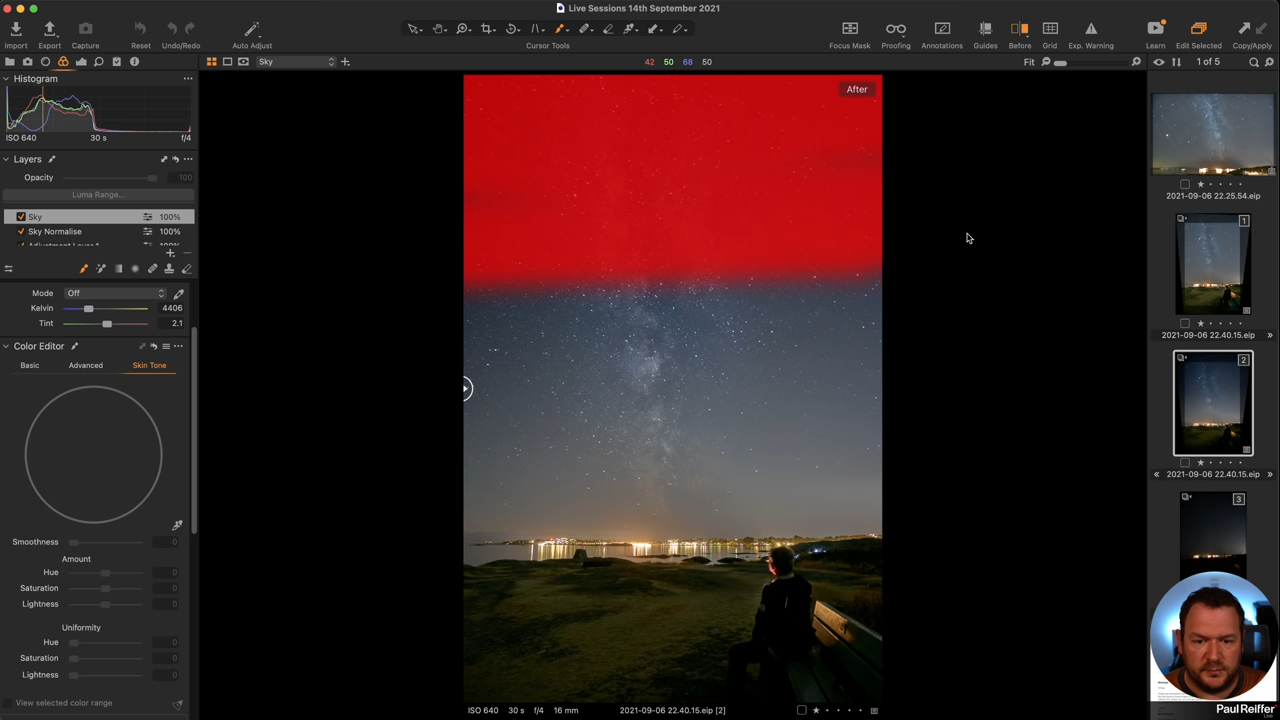 Live Sessions 14th September 2021
Import
Export
Capture
Reset
Undo/Redo
Auto Adjust
Cursor Tools
Focus Mask
Proofing
Annotations
Guides
Before
Grid
Exp. Warning
Learn
Edit Selected
Copy/Apply
Sky
42 50 68 50
Fit
1 of 5
Histogram
ISO 640
30 s
f/4
Layers
Opacity
100
Luma Range...
Sky
100%
Sky Normalise
100%
Mode
Off
Kelvin
4406
Tint
2.1
Color Editor
Basic
Advanced
Skin Tone
Smoothness
0
Amount
Hue
0
Saturation
0
Lightness
0
Uniformity
Hue
0
Saturation
0
Lightness
0
View selected color range
After
ISO 640
30 s
f/4
16 mm
2021-09-06 22.40.15.eip [2]
2021-09-06 22.25.54.eip
1
2021-09-06 22.40.15.eip
2
2021-09-06 22.40.15.eip
3
PaulReiffer
Live